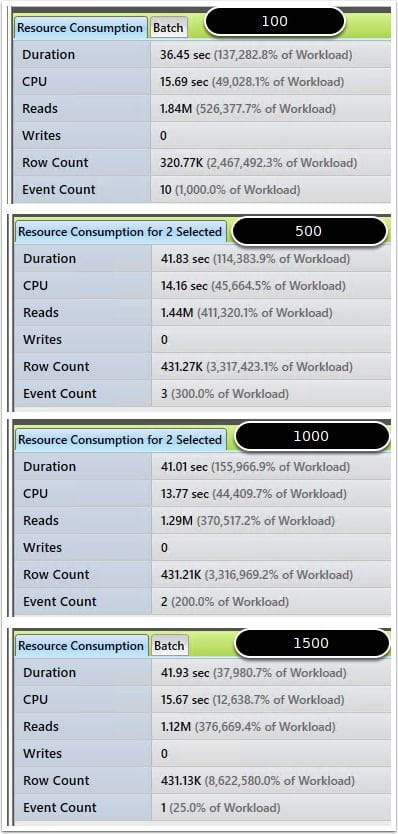 Resource Consumption Batch 100
Duration 36.45 sec (137,282.8% of Workload)
CPU 15.69 sec (49,028.1% of Workload)
Reads 1.84M (526,377.7% of Workload)
Writes 0
Row Count 320.77K (2,467,492.3% of Workload)
Event Count 10 (1,000.0% of Workload)
Resource Consumption for 2 Selected 500
Duration 41.83 sec (114,383.9% of Workload)
CPU 14.16 sec (45,664.5% of Workload)
Reads 1.44M (411,320.1% of Workload)
Writes 0
Row Count 431.27K (3,317,423.1% of Workload)
Event Count 3 (300.0% of Workload)
Resource Consumption for 2 Selected 1000
Duration 41.01 sec (155,966.9% of Workload)
CPU 13.77 sec (44,409.7% of Workload)
Reads 1.29M (370,517.2% of Workload)
Writes 0
Row Count 431.21K (3,316,969.2% of Workload)
Event Count 2 (200.0% of Workload)
Resource Consumption Batch 1500
Duration 41.93 sec (37,980.7% of Workload)
CPU 15.67 sec (12,638.7% of Workload)
Reads 1.12M (376,669.4% of Workload)
Writes 0
Row Count 431.13K (8,622,580.0% of Workload)
Event Count 1 (25.0% of Workload)